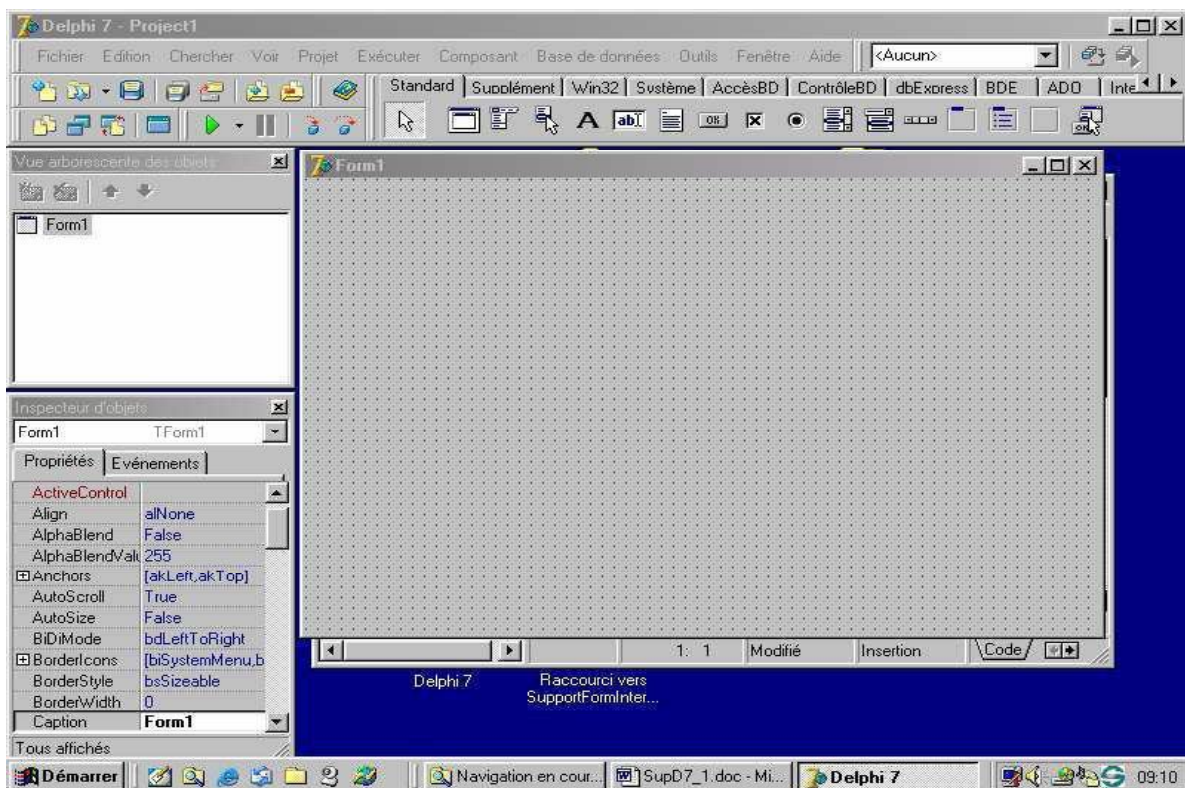 Delphi 7 - Project1
Fichier Edition Chercher Voir Projet Exécuter Composant Base de données Outils Fenêtre Aide <Aucun>
Standard Supplément Win32 Système AccèsBD ContrôleBD dbExpress BDE ADO Inte
Vue arborescente des objets
Form1
Form1
Inspecteur d'objets
Form1 TForm1
Propriétés Evénements
ActiveControl
Align alNone
AlphaBlend False
AlphaBlendValu 255
Anchors [akLeft,akTop]
AutoScroll True
AutoSize False
BiDiMode bdLeftToRight
BorderIcons [biSystemMenu,b
BorderStyle bsSizeable
BorderWidth 0
Caption Form1
Tous affichés
1: 1 Modifié Insertion Code
Delphi 7
Raccourci vers
SupportFormInter...
Démarrer Navigation en cour... SupD7_1.doc - Mi... Delphi 7 09:10